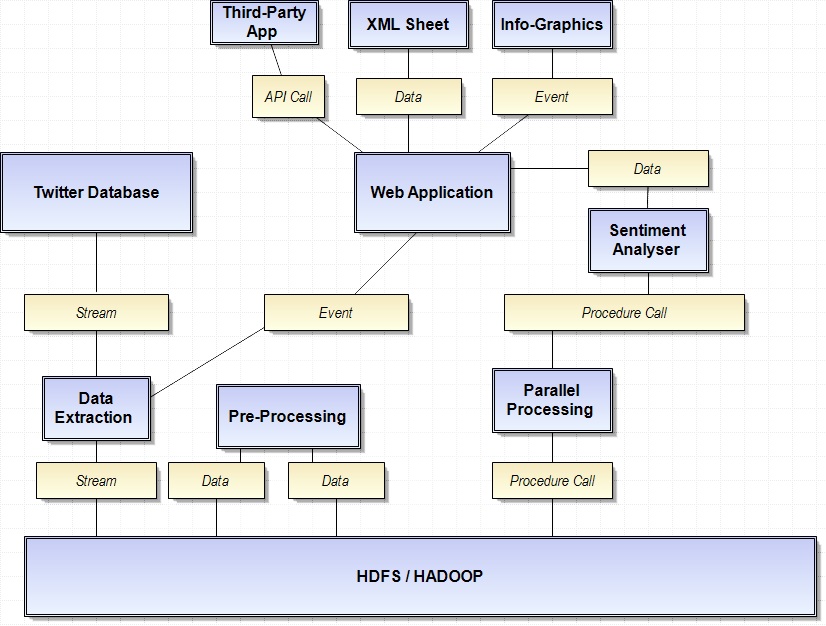 Third-Party
App
XML Sheet
Info-Graphics
API Call
Data
Event
Twitter Database
Web Application
Data
Sentiment
Analyser
Stream
Event
Procedure Call
Data
Extraction
Pre-Processing
Parallel
Processing
Stream
Data
Data
Procedure Call
HDFS / HADOOP